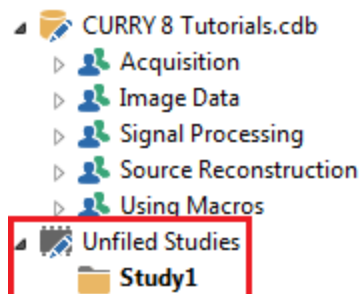 CURRY 8 Tutorials.cdb
Acquisition
Image Data
Signal Processing
Source Reconstruction
Using Macros
Unfiled Studies
Study1